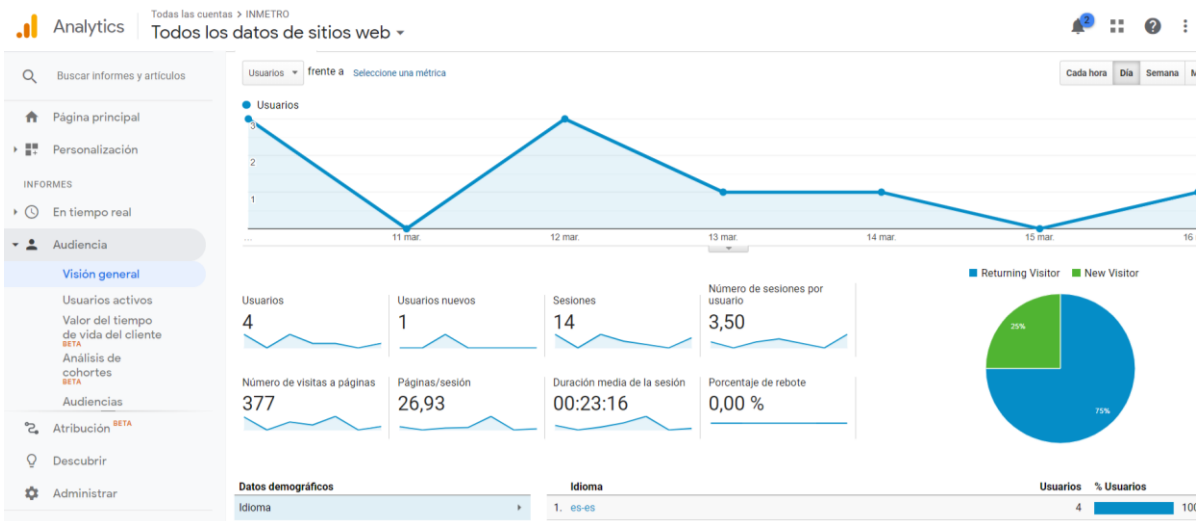 Analytics
Todas las cuentas > INMETRO
Todos los datos de sitios web
2
Buscar informes y artículos
Página principal
Personalización
INFORMES
En tiempo real
Audiencia
Visión general
Usuarios activos
Valor del tiempo
de vida del cliente
BETA
Análisis de
cohortes
BETA
Audiencias
Atribución BETA
Descubrir
Administrar
Usuarios frente a Seleccione una métrica
Cada hora Día Semana M
Usuarios
3
2
1
... 11 mar. 12 mar. 13 mar. 14 mar. 15 mar. 16
Returning Visitor New Visitor
Usuarios
4
Usuarios nuevos
1
Sesiones
14
Número de sesiones por
usuario
3,50
Número de visitas a páginas
377
Páginas/sesión
26,93
Duración media de la sesión
00:23:16
Porcentaje de rebote
0,00 %
25%
75%
Datos demográficos
Idioma
Idioma Usuarios % Usuarios
1. es-es 4 100